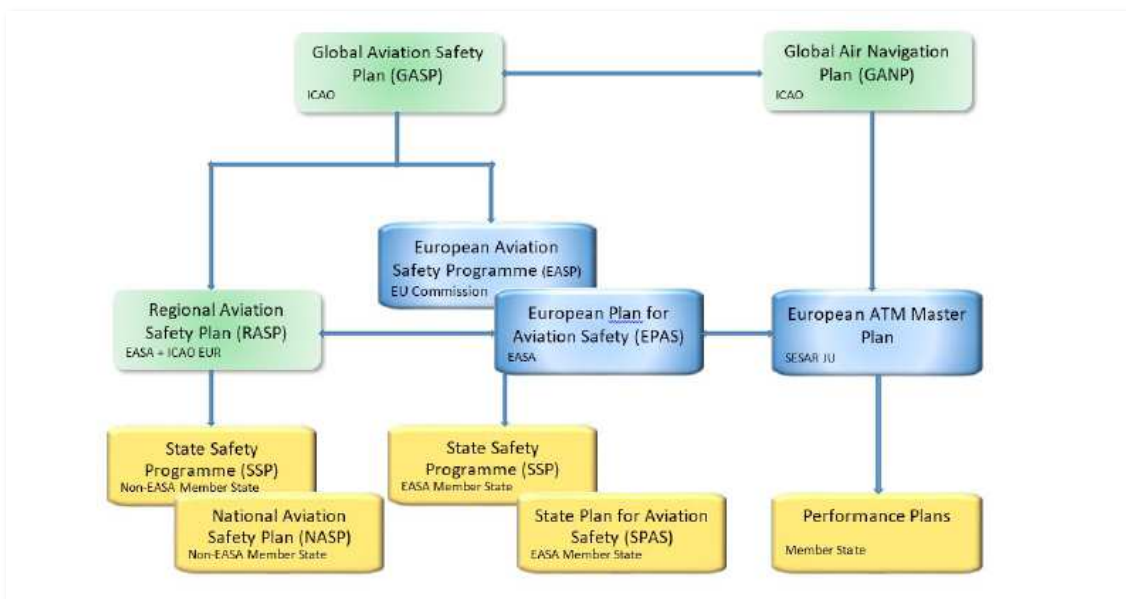 Global Aviation Safety
Plan (GASP)
ICAO
Global Air Navigation
Plan (GANP)
ICAO
European Aviation
Safety Programme (EASP)
EU Commission
Regional Aviation
Safety Plan (RASP)
EASA + ICAO EUR
European Plan for
Aviation Safety (EPAS)
EASA
European ATM Master
Plan
SESAR JU
State Safety
Programme (SSP)
Non-EASA Member State
National Aviation
Safety Plan (NASP)
Non-EASA Member State
State Safety
Programme (SSP)
EASA Member State
State Plan for Aviation
Safety (SPAS)
EASA Member State
Performance Plans
Member State